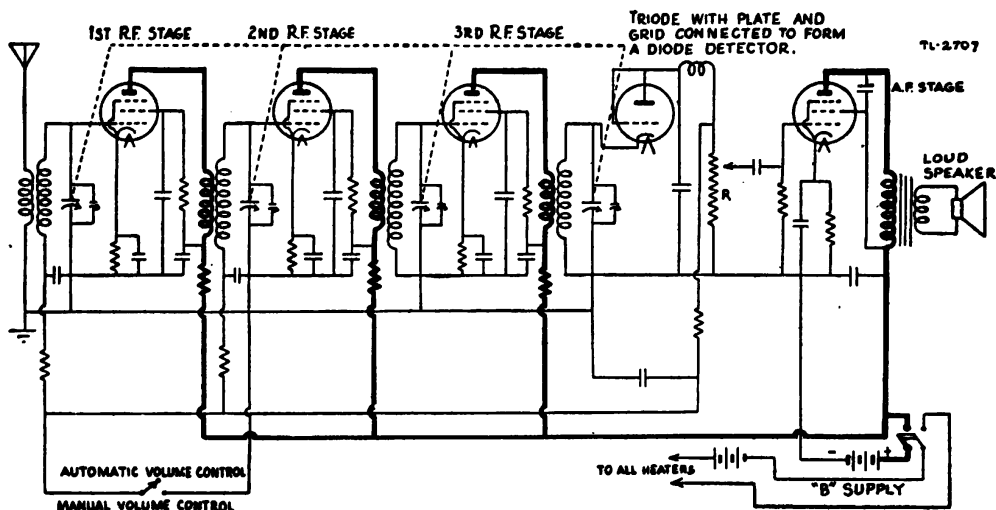 1ST R.F. STAGE
2ND R.F. STAGE
3RD R.F. STAGE
TRIODE WITH PLATE AND
GRID CONNECTED TO FORM
A DIODE DETECTOR.
TL-2707
A.F. STAGE
LOUD
SPEAKER
R
AUTOMATIC VOLUME CONTROL
MANUAL VOLUME CONTROL
TO ALL HEATERS
- +
"B" SUPPLY